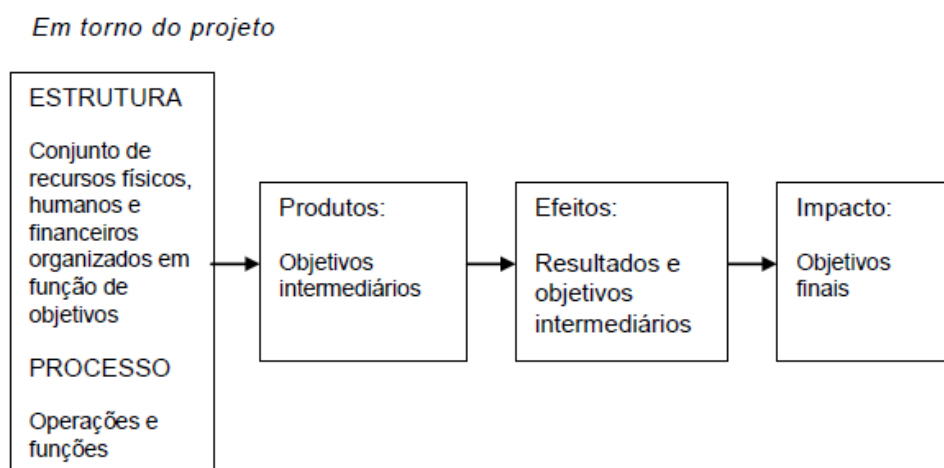 Em torno do projeto
ESTRUTURA
Conjunto de
recursos físicos,
humanos e
financeiros
organizados em
função de
objetivos
PROCESSO
Operações e
funções
Produtos:
Objetivos
intermediários
Efeitos:
Resultados e
objetivos
intermediários
Impacto:
Objetivos
finais